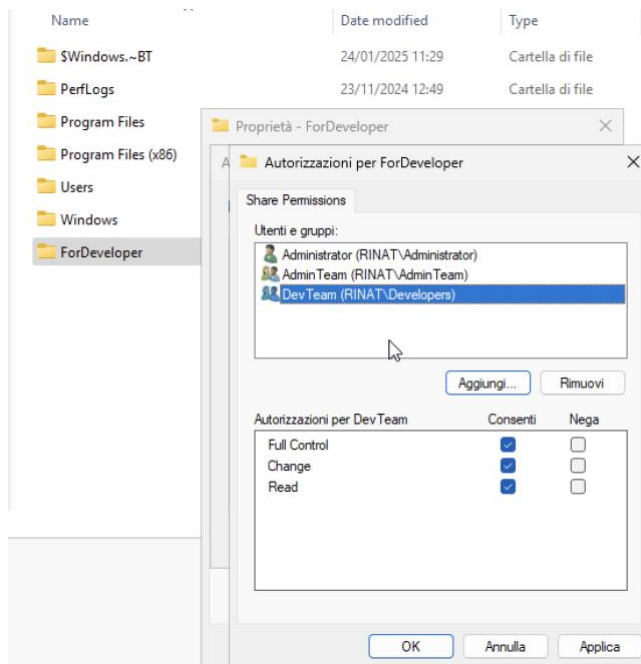 Name Date modified Type
$Windows.~BT 24/01/2025 11:29 Cartella di file
PerfLogs 23/11/2024 12:49 Cartella di file
Program Files
Program Files (x86)
Users
Windows
ForDeveloper
Proprietà - ForDeveloper
A
Autorizzazioni per ForDeveloper
Share Permissions
Utenti e gruppi:
Administrator (RINAT\Administrator)
AdminTeam (RINAT\AdminTeam)
DevTeam (RINAT\Developers)
Aggiungi... Rimuovi
Autorizzazioni per DevTeam Consenti Nega
Full Control
Change
Read
OK Annulla Applica